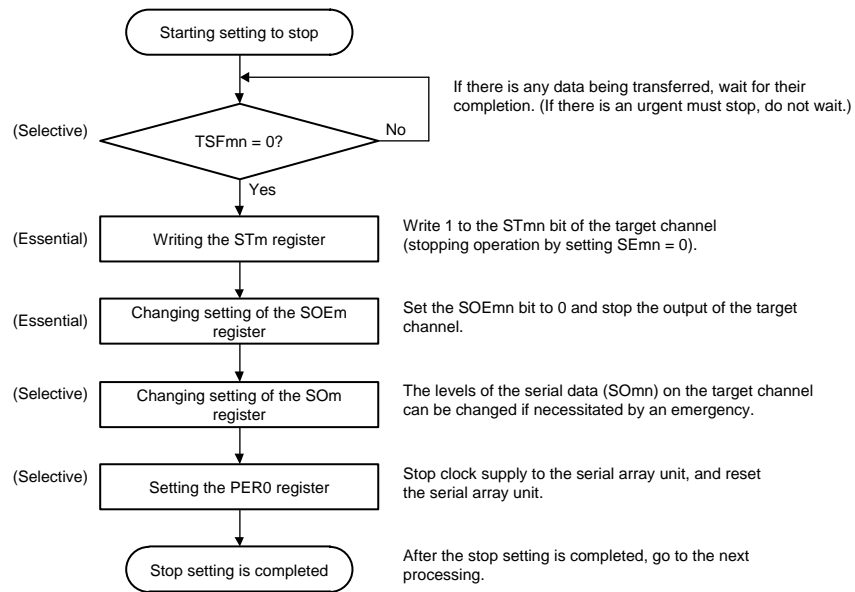 Starting setting to stop
If there is any data being transferred, wait for their
completion. (If there is an urgent must stop, do not wait.)
(Selective)
TSFmn = 0?
No
Yes
(Essential)
Writing the STm register
Write 1 to the STmn bit of the target channel
(stopping operation by setting SEmn = 0).
(Essential)
Changing setting of the SOEm
register
Set the SOEmn bit to 0 and stop the output of the target
channel.
(Selective)
Changing setting of the SOm
register
The levels of the serial data (SOmn) on the target channel
can be changed if necessitated by an emergency.
(Selective)
Setting the PER0 register
Stop clock supply to the serial array unit, and reset
the serial array unit.
Stop setting is completed
After the stop setting is completed, go to the next
processing.